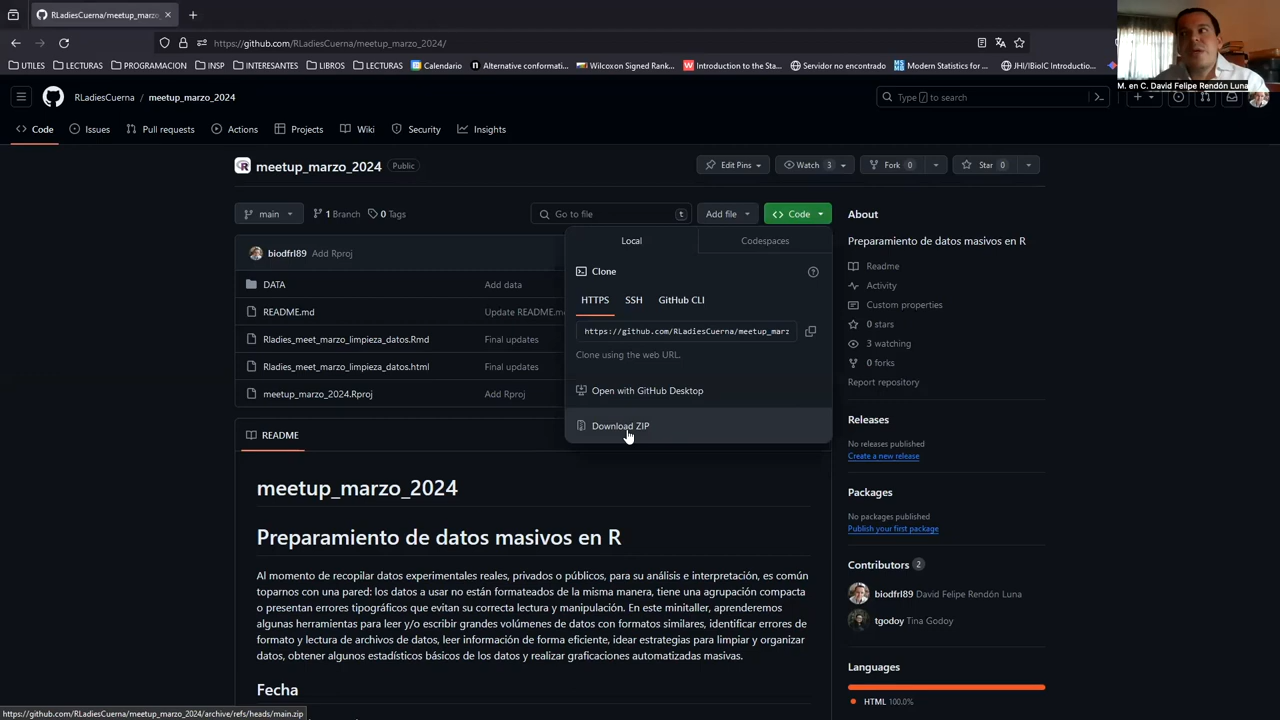 RLadiesCuerna/meetup_marzo_
https://github.com/RLadiesCuerna/meetup_marzo_2024/
UTILES
LECTURAS
PROGRAMACION
INSP
INTERESANTES
LIBROS
LECTURAS
Calendario
Alternative conformati...
Wilcoxon Signed Rank...
Introduction to the Sta...
Servidor no encontrado
Modern Statistics for ...
JHI/IBioIC Introductio...
M. en C. David Felipe Rendón Luna
RLadiesCuerna / meetup_marzo_2024
Type / to search
Code
Issues
Pull requests
Actions
Projects
Wiki
Security
Insights
meetup_marzo_2024
Public
Edit Pins
Watch 3
Fork 0
Star 0
main
1 Branch
0 Tags
Go to file
t
Add file
Code
biodfrl89 Add Rproj
DATA
Add data
README.md
Update README.m
Rladies_meet_marzo_limpieza_datos.Rmd
Final updates
Rladies_meet_marzo_limpieza_datos.html
Final updates
meetup_marzo_2024.Rproj
Add Rproj
Local
Codespaces
Clone
HTTPS
SSH
GitHub CLI
https://github.com/RLadiesCuerna/meetup_marz
Clone using the web URL.
Open with GitHub Desktop
Download ZIP
README
meetup_marzo_2024
Preparamiento de datos masivos en R
Al momento de recopilar datos experimentales reales, privados o públicos, para su análisis e interpretación, es común
toparnos con una pared: los datos a usar no están formateados de la misma manera, tiene una agrupación compacta
o presentan errores tipográficos que evitan su correcta lectura y manipulación. En este minitaller, aprenderemos
algunas herramientas para leer y/o escribir grandes volúmenes de datos con formatos similares, identificar errores de
formato y lectura de archivos de datos, leer información de forma eficiente, idear estrategias para limpiar y organizar
datos, obtener algunos estadísticos básicos de los datos y realizar graficaciones automatizadas masivas.
Fecha
About
Preparamiento de datos masivos en R
Readme
Activity
Custom properties
0 stars
3 watching
0 forks
Report repository
Releases
No releases published
Create a new release
Packages
No packages published
Publish your first package
Contributors 2
biodfrl89 David Felipe Rendón Luna
tgodoy Tina Godoy
Languages
HTML 100.0%
https://github.com/RLadiesCuerna/meetup_marzo_2024/archive/refs/heads/main.zip